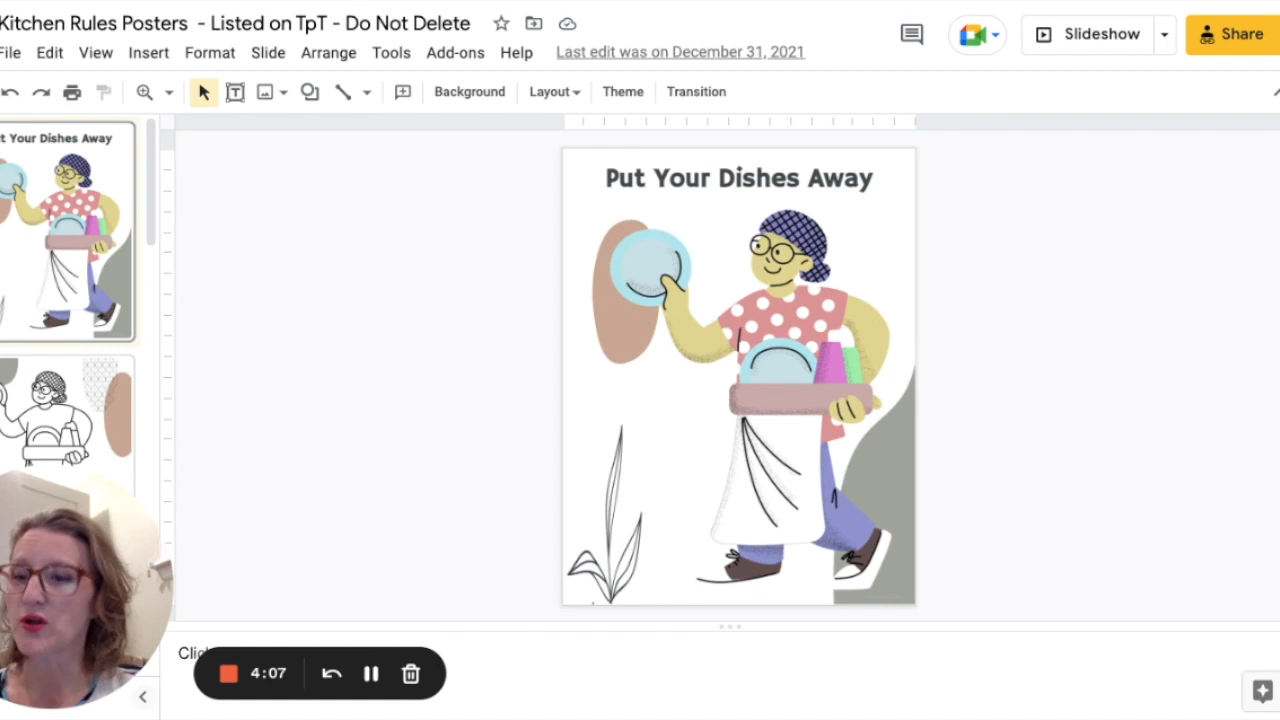 Kitchen Rules Posters - Listed on TpT - Do Not Delete
File Edit View Insert Format Slide Arrange Tools Add-ons Help Last edit was on December 31, 2021
Slideshow
Share
Background Layout Theme Transition
t Your Dishes Away
Put Your Dishes Away
Clic
4:07